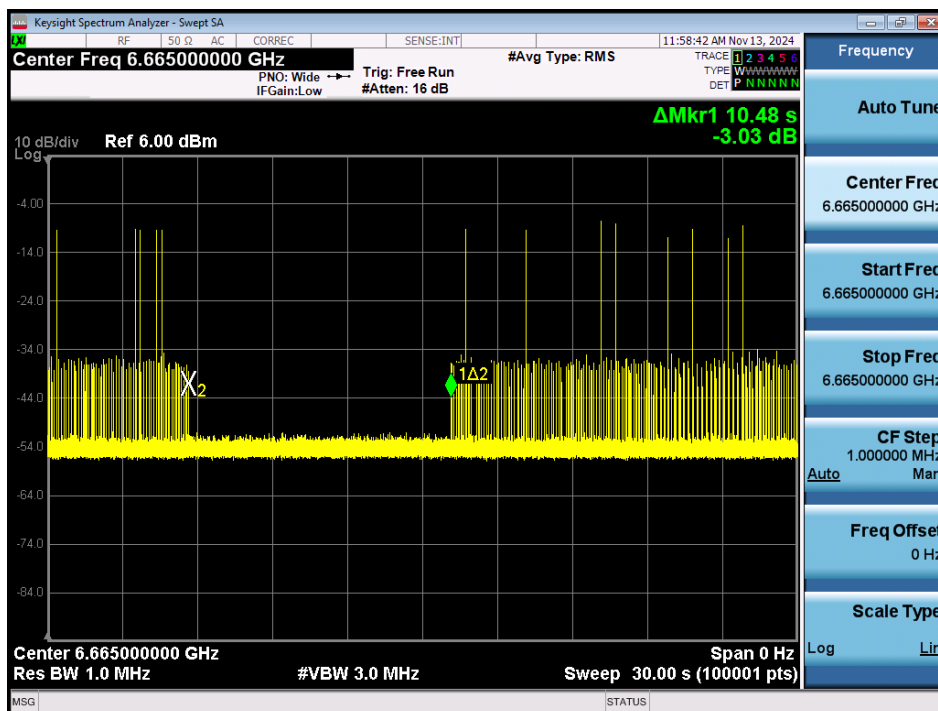 Keysight Spectrum Analyzer - Swept SA
LXI RF 50 Ω AC CORREC SENSE:INT 11:58:42 AM Nov 13, 2024
Center Freq 6.665000000 GHz
PNO: Wide
IFGain:Low
Trig: Free Run
#Atten: 16 dB
#Avg Type: RMS
TRACE 1 2 3 4 5 6
TYPE WWWWWW
DET P N N N N N
ΔMkr1 10.48 s
-3.03 dB
10 dB/div Ref 6.00 dBm
Log
-4.00
-14.0
-24.0
-34.0
-44.0
-54.0
-64.0
-74.0
-84.0
X2
1Δ2
Center 6.665000000 GHz Span 0 Hz
Res BW 1.0 MHz #VBW 3.0 MHz Sweep 30.00 s (100001 pts)
MSG STATUS
Frequency
Auto Tune
Center Freq
6.665000000 GHz
Start Freq
6.665000000 GHz
Stop Freq
6.665000000 GHz
CF Step
1.000000 MHz
Auto Man
Freq Offset
0 Hz
Scale Type
Log Lin